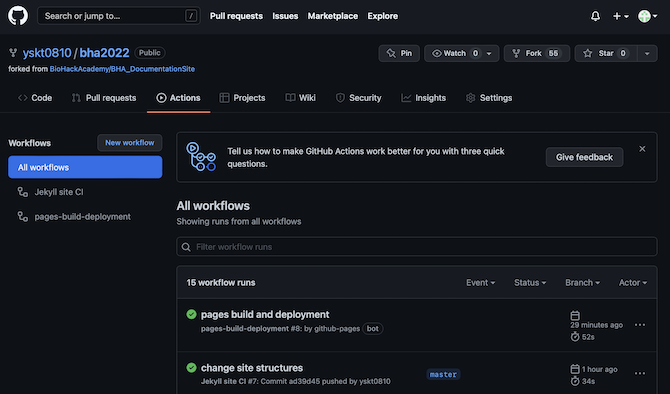 Search or jump to... /
Pull requests Issues Marketplace Explore
yskt0810 / bha2022 Public
Pin Watch 0 Fork 55 Star 0
forked from BioHackAcademy/BHA_DocumentationSite
Code Pull requests Actions Projects Wiki Security Insights Settings
Workflows New workflow
All workflows
Jekyll site CI
pages-build-deployment
Tell us how to make GitHub Actions work better for you with three quick
questions.
Give feedback
All workflows
Showing runs from all workflows
Filter workflow runs
15 workflow runs Event Status Branch Actor
pages build and deployment
pages-build-deployment #8: by github-pages bot
29 minutes ago
52s
change site structures
Jekyll site CI #7: Commit ad39d45 pushed by yskt0810
master
1 hour ago
34s